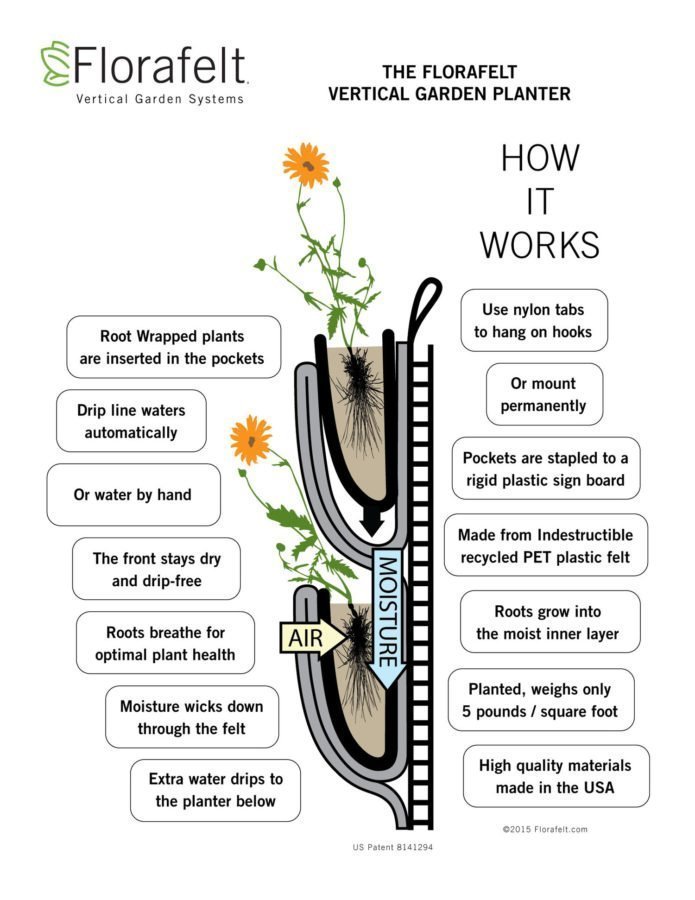 Florafelt
Vertical Garden Systems
THE FLORAFELT
VERTICAL GARDEN PLANTER
HOW
IT
WORKS
Root Wrapped plants
are inserted in the pockets
Drip line waters
automatically
Or water by hand
The front stays dry
and drip-free
Roots breathe for
optimal plant health
Moisture wicks down
through the felt
Extra water drips to
the planter below
AIR
MOISTURE
Use nylon tabs
to hang on hooks
Or mount
permanently
Pockets are stapled to a
rigid plastic sign board
Made from Indestructible
recycled PET plastic felt
Roots grow into
the moist inner layer
Planted, weighs only
5 pounds / square foot
High quality materials
made in the USA
©2015 Florafelt.com
US Patent 8141294